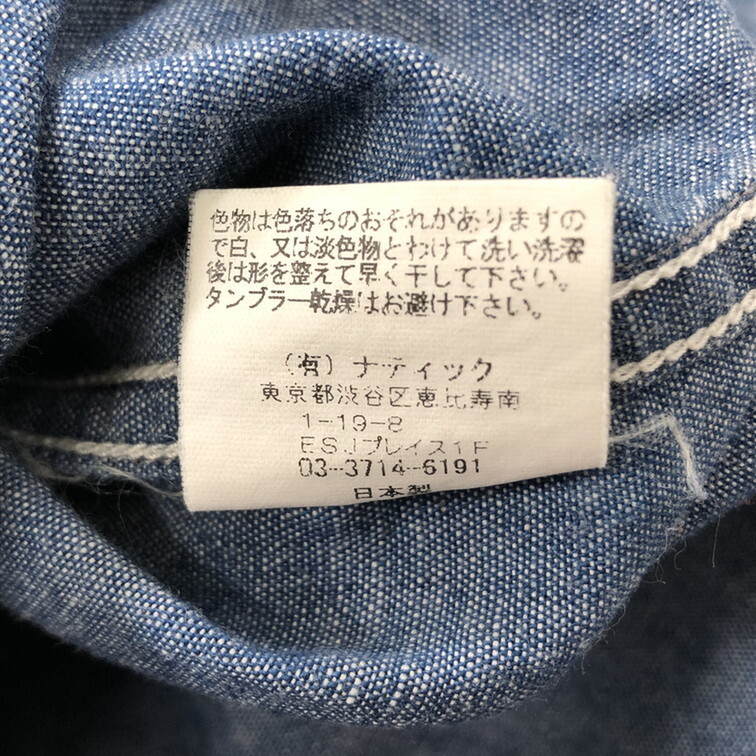 色物は色落ちのおそれがありますの
で白、又は淡色物とわけて洗い洗濯
後は形を整えて早く干して下さい。
タンブラー乾燥はお避け下さい。
（有）ナティック
東京都渋谷区恵比寿南
1-19-8
ESJプレイス1F
03-3714-6191
日本製